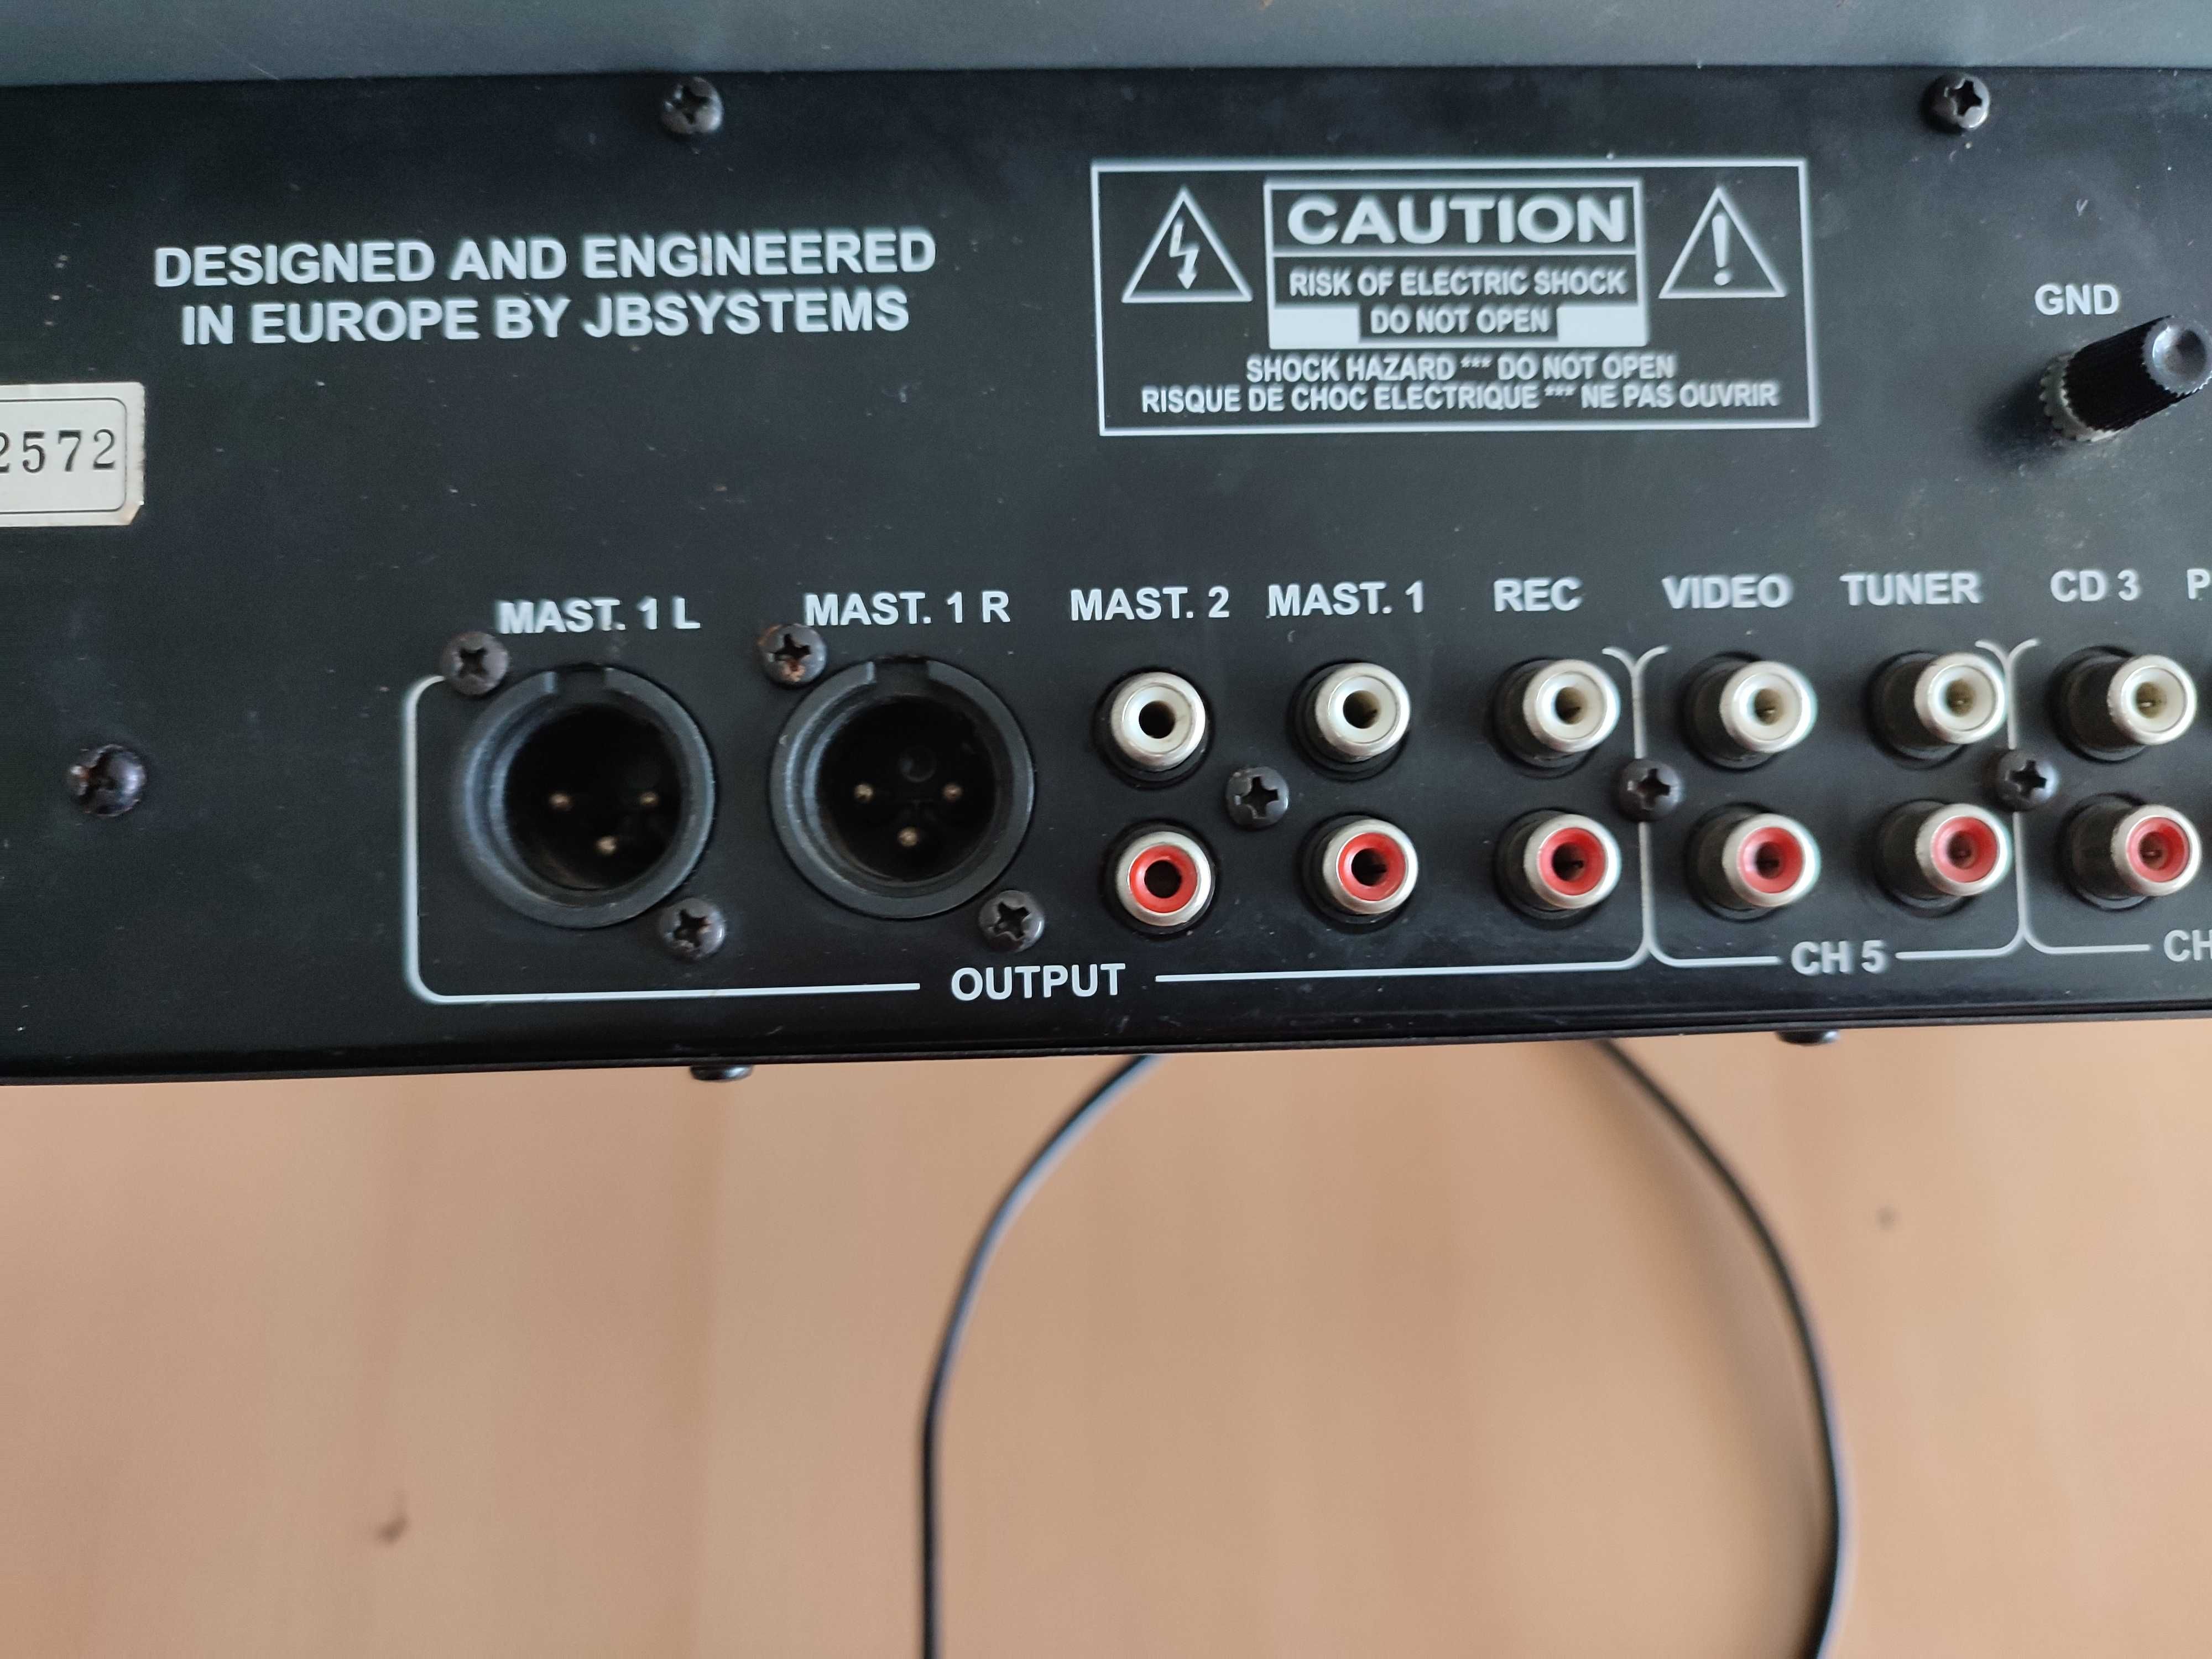 DESIGNED AND ENGINEERED
IN EUROPE BY JBSYSTEMS
CAUTION
RISK OF ELECTRIC SHOCK
DO NOT OPEN
SHOCK HAZARD *** DO NOT OPEN
RISQUE DE CHOC ELECTRIQUE *** NE PAS OUVRIR
GND
2572
MAST. 1 L
MAST. 1 R
MAST. 2
MAST. 1
REC
VIDEO
TUNER
CD 3
P
OUTPUT
CH 5
CH